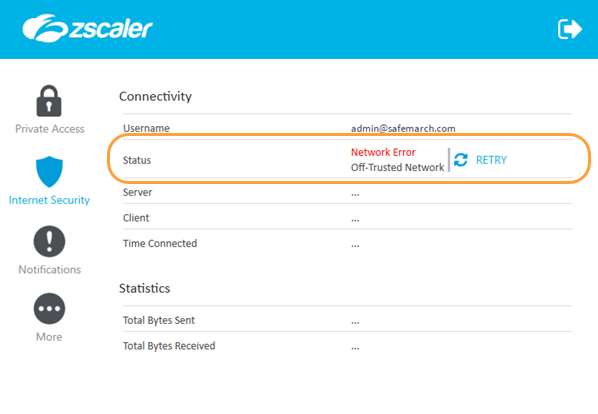 zscaler
Private Access
Internet Security
Notifications
More
Connectivity
Username admin@safemarch.com
Status Network Error
Off-Trusted Network
RETRY
Server ...
Client ...
Time Connected ...
Statistics
Total Bytes Sent ...
Total Bytes Received ...